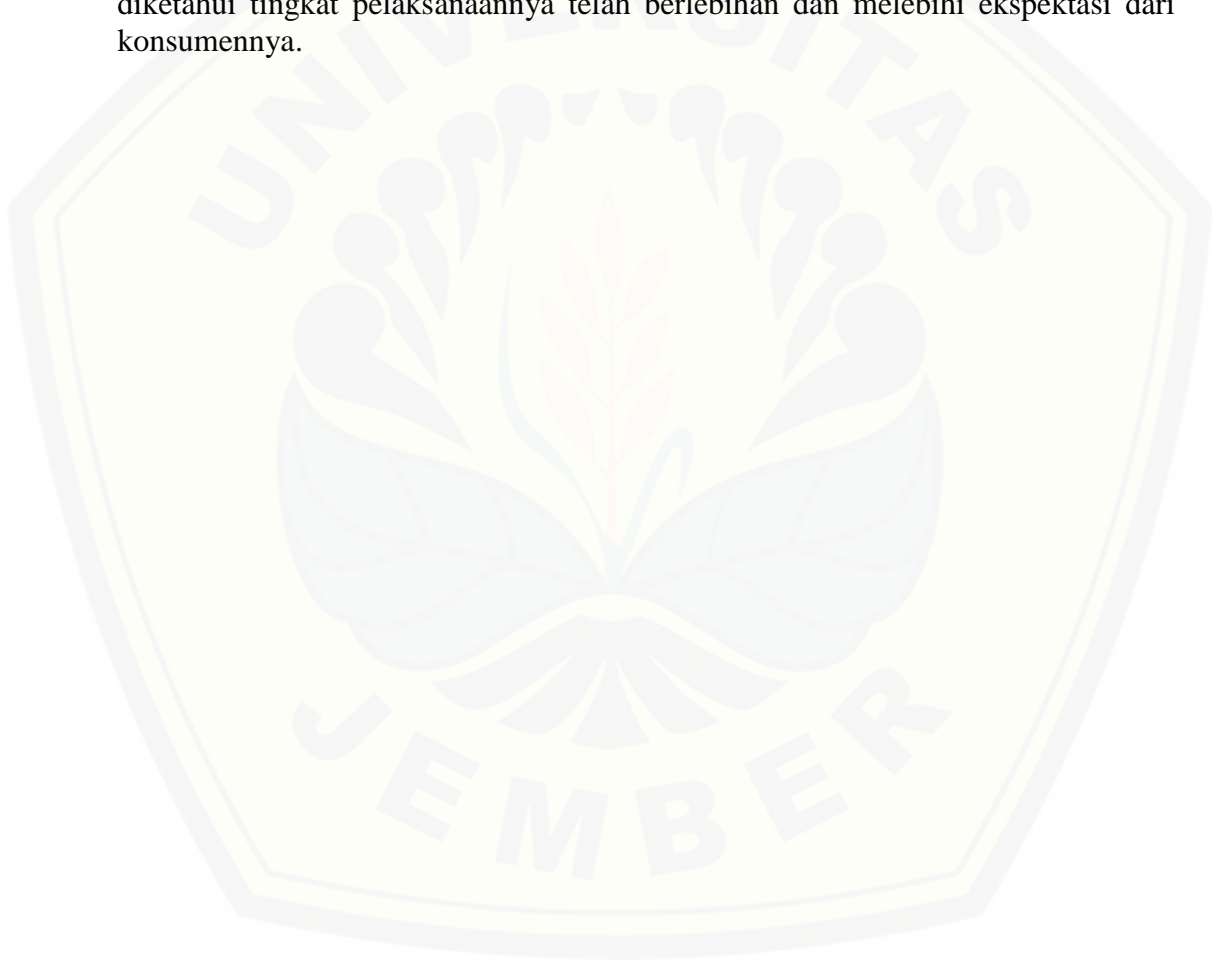 diketahui tingkat pelaksanaannya telah berlebihan dan melebihi ekspektasi dari
konsumennya.
UNIVERSITAS
JEMBER